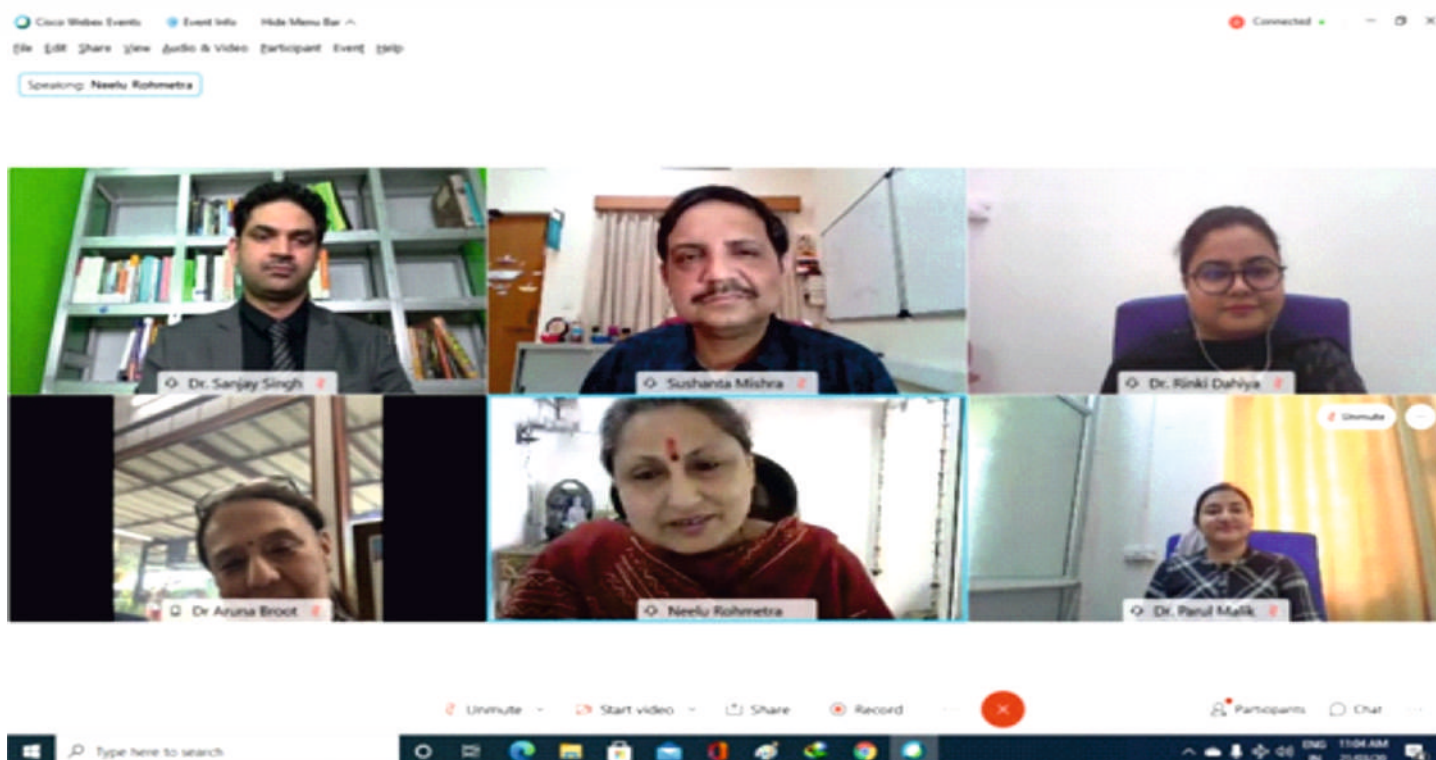 Cisco Webex Events Event Info Hide Menu Bar Connected
File Edit Share View Audio & Video Participant Event Help
Speaking: Neelu Rohmetra
Dr. Sanjay Singh
Sushanta Mishra
Dr. Rinki Dahiya
Unmute
Dr Aruna Broot
Neelu Rohmetra
Dr. Parul Malik
Unmute Start video Share Record Participants Chat
Type here to search
ENG 11:04 AM
IN